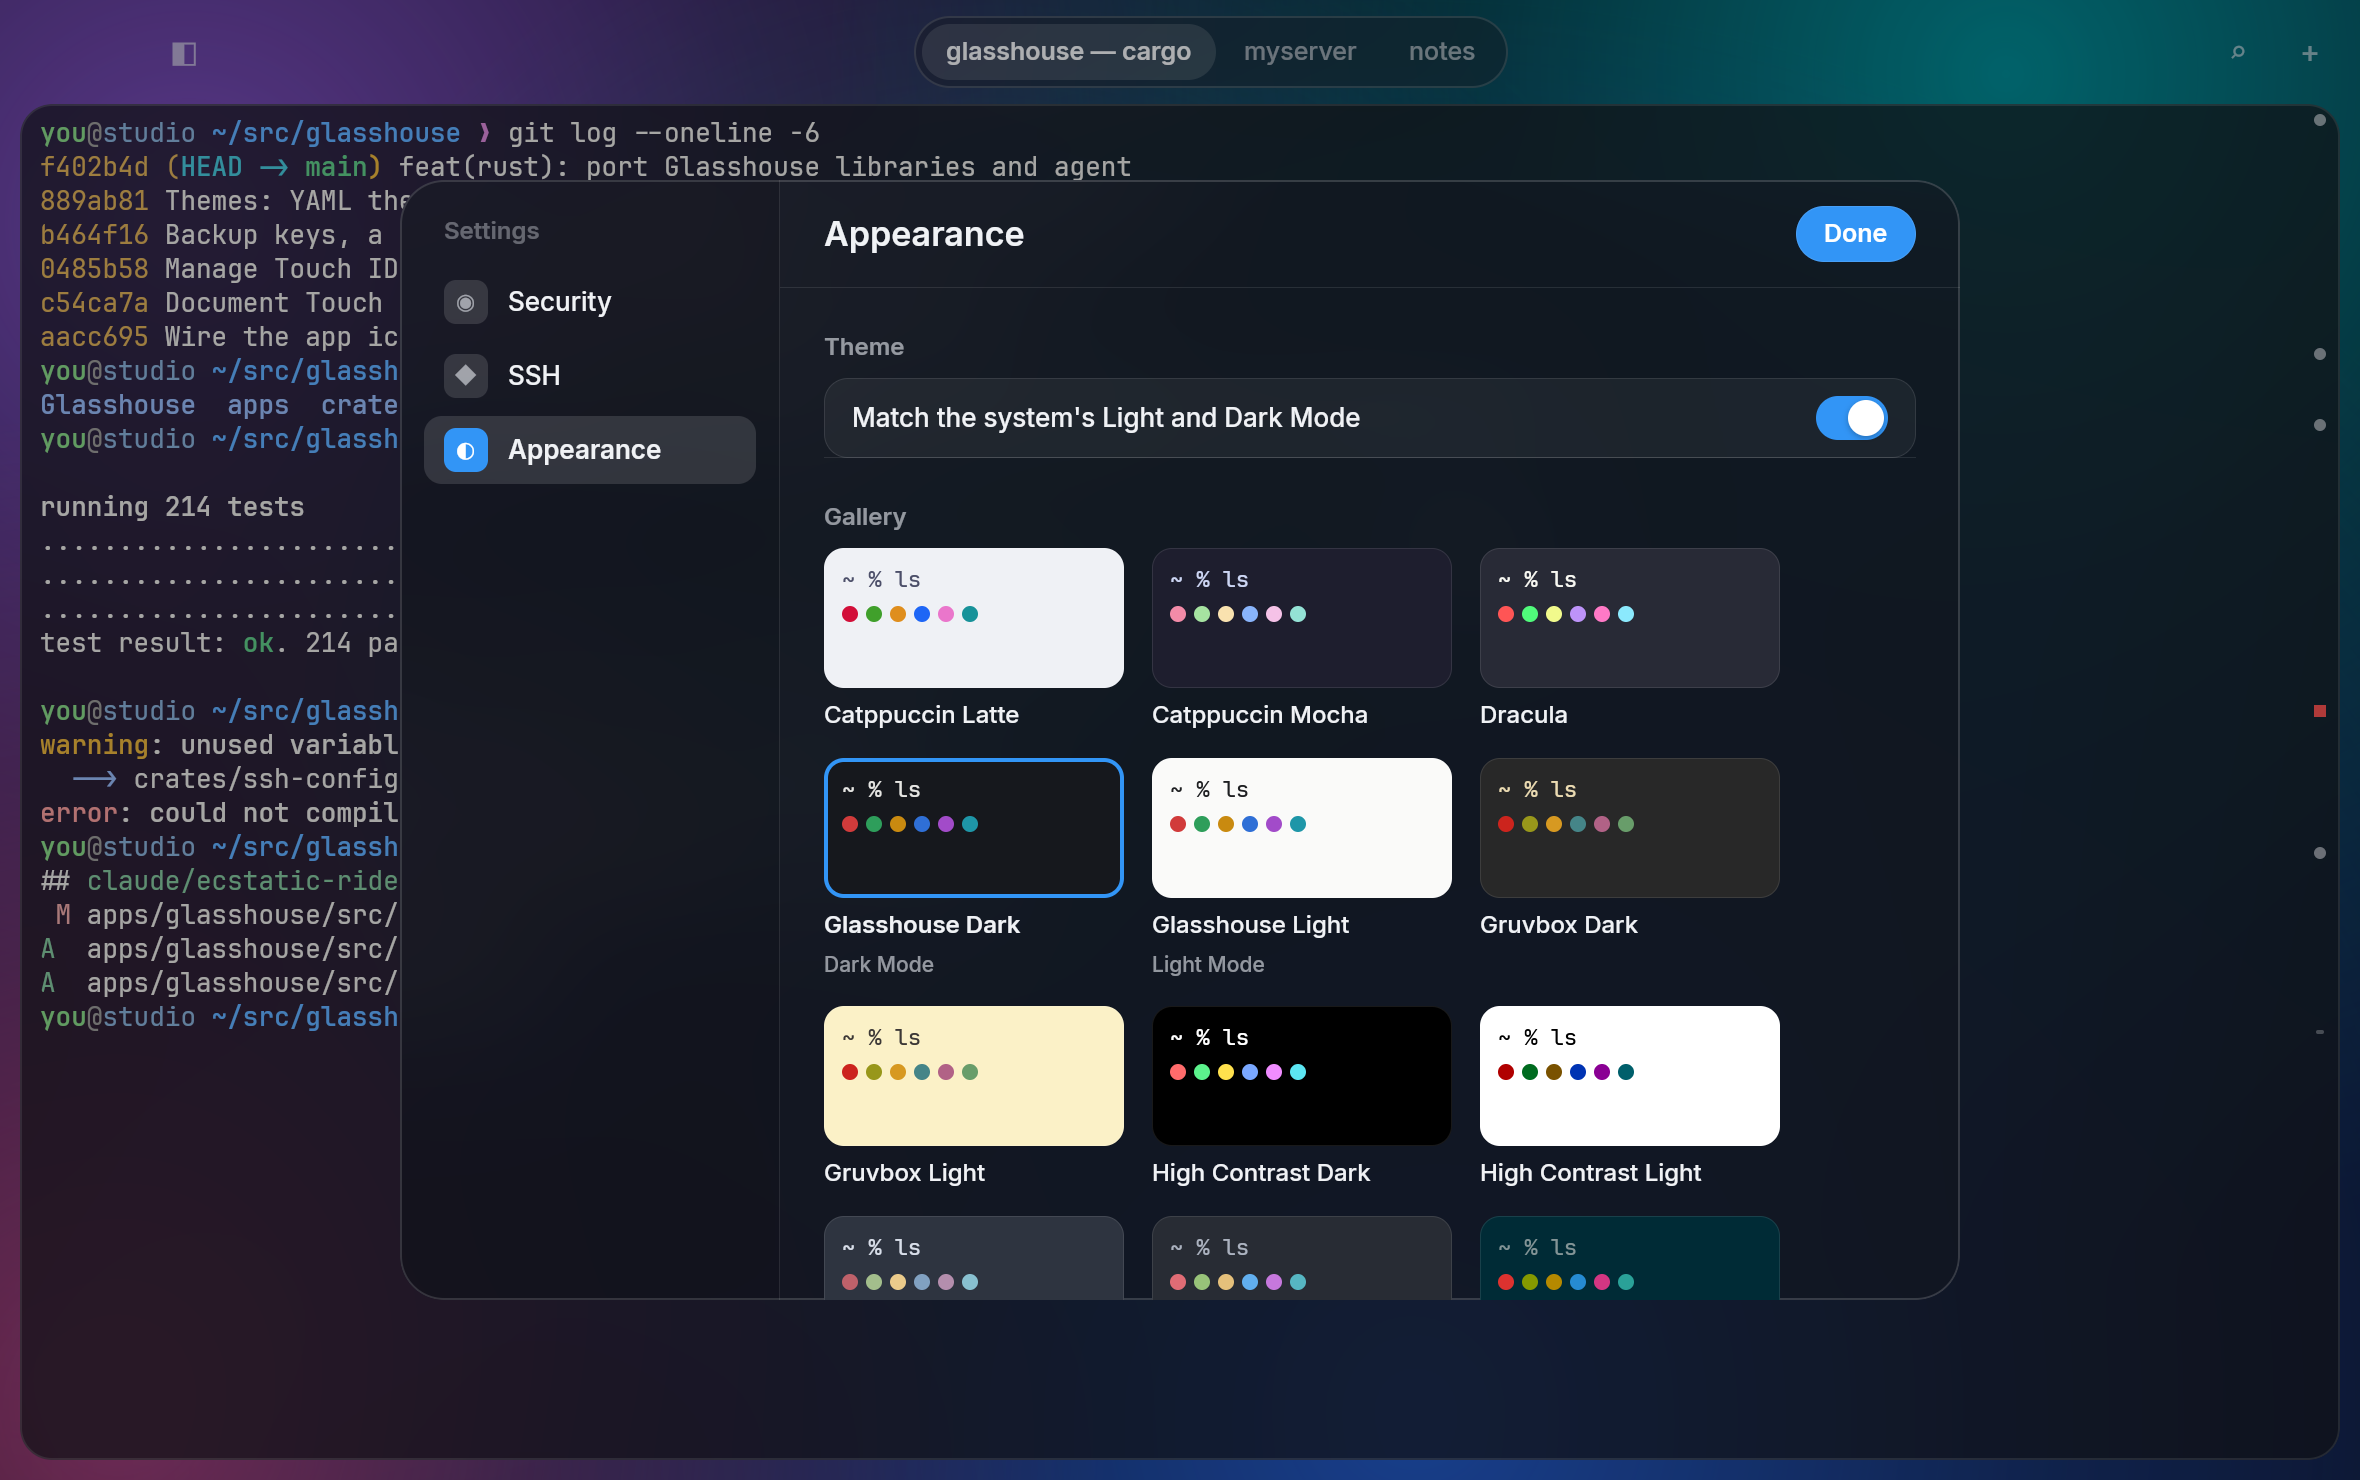 glasshouse — cargo
myserver
notes
you@studio ~/src/glasshouse ❯ git log --oneline -6
f402b4d (HEAD -> main) feat(rust): port Glasshouse libraries and agent
889ab81 Themes: YAML the
b464f16 Backup keys, a
0485b58 Manage Touch ID
c54ca7a Document Touch
aacc695 Wire the app ic
you@studio ~/src/glassh
Glasshouse  apps  crate
you@studio ~/src/glassh
running 214 tests
.......................
.......................
.......................
test result: ok. 214 pa
you@studio ~/src/glassh
warning: unused variabl
--> crates/ssh-config
error: could not compil
you@studio ~/src/glassh
## claude/ecstatic-ride
M apps/glasshouse/src/
A  apps/glasshouse/src/
A  apps/glasshouse/src/
you@studio ~/src/glassh
Settings
Security
SSH
Appearance
Appearance
Done
Theme
Match the system's Light and Dark Mode
Gallery
~ % ls
Catppuccin Latte
~ % ls
Catppuccin Mocha
~ % ls
Dracula
~ % ls
Glasshouse Dark
Dark Mode
~ % ls
Glasshouse Light
Light Mode
~ % ls
Gruvbox Dark
~ % ls
Gruvbox Light
~ % ls
High Contrast Dark
~ % ls
High Contrast Light
~ % ls
~ % ls
~ % ls